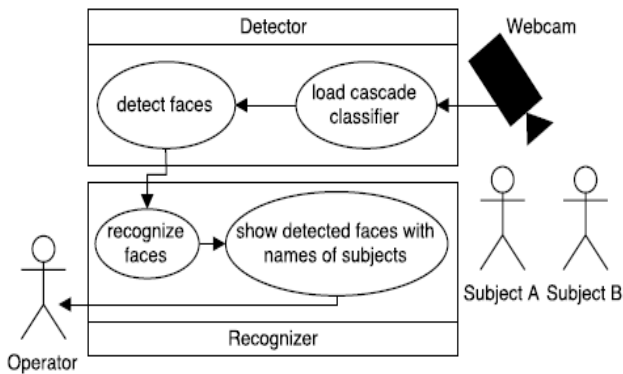 Detector
Webcam
detect faces
load cascade
classifier
recognize
faces
show detected faces with
names of subjects
Subject A
Subject B
Recognizer
Operator